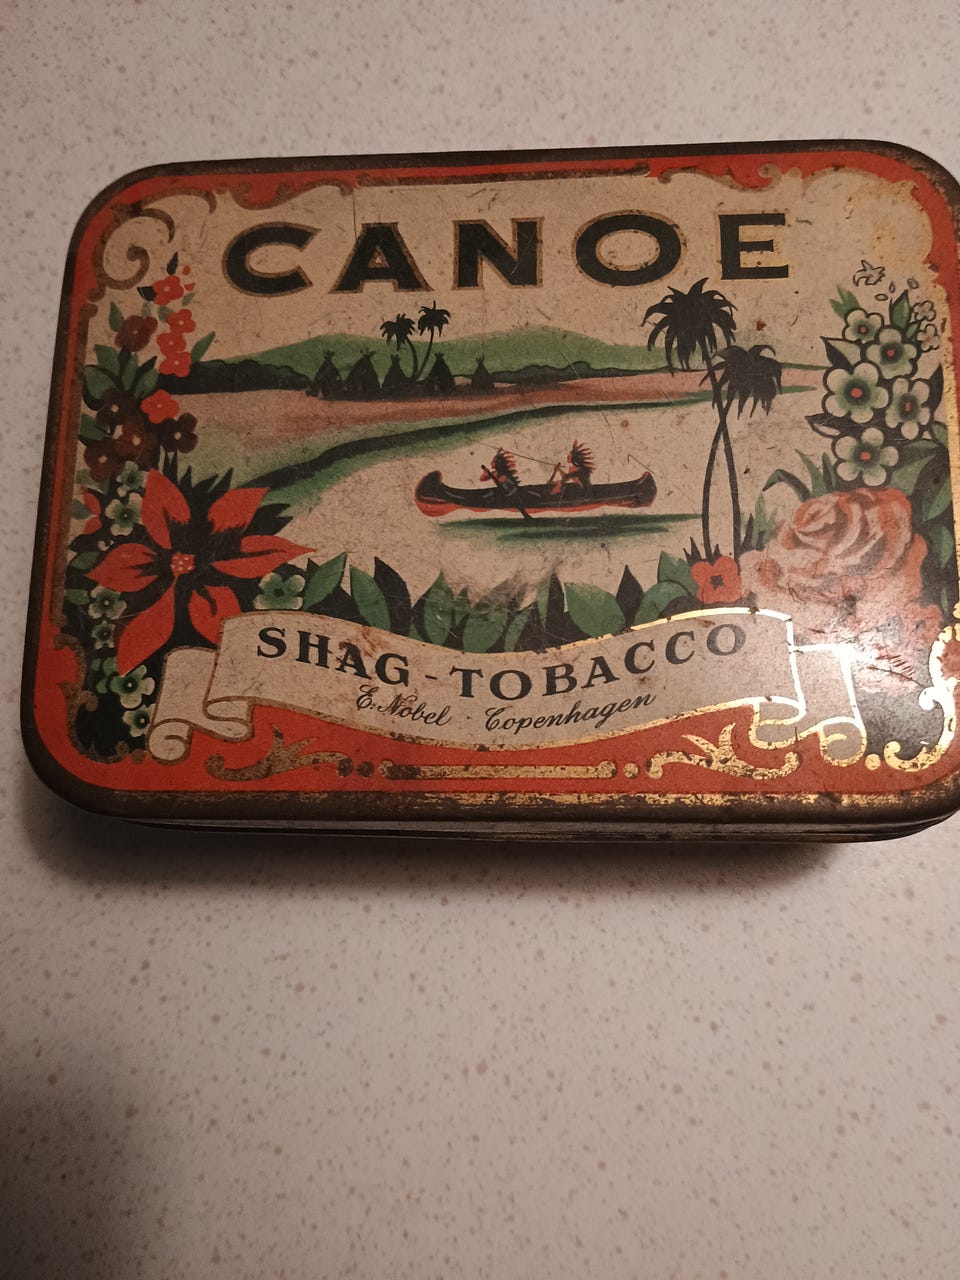 CANOE
SHAG-TOBACCO
E. Nobel · Copenhagen